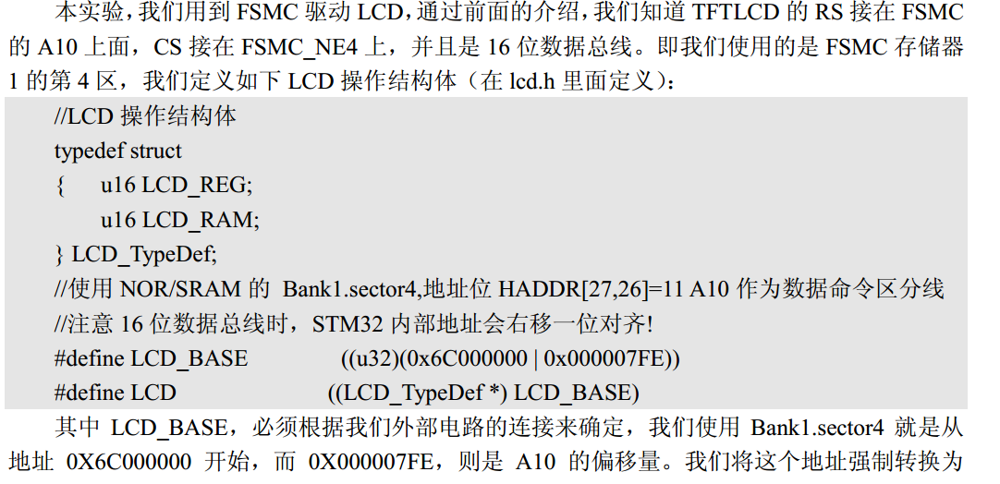 本实验，我们用到 FSMC 驱动 LCD，通过前面的介绍，我们知道 TFTLCD 的 RS 接在 FSMC
的 A10 上面，CS 接在 FSMC_NE4 上，并且是 16 位数据总线。即我们使用的是 FSMC 存储器
1 的第 4 区，我们定义如下 LCD 操作结构体（在 lcd.h 里面定义）：
//LCD 操作结构体
typedef struct
{ u16 LCD_REG;
u16 LCD_RAM;
} LCD_TypeDef;
//使用 NOR/SRAM 的 Bank1.sector4,地址位 HADDR[27,26]=11 A10 作为数据命令区分线
//注意 16 位数据总线时，STM32 内部地址会右移一位对齐!
#define LCD_BASE ((u32)(0x6C000000 | 0x000007FE))
#define LCD ((LCD_TypeDef *) LCD_BASE)
其中 LCD_BASE，必须根据我们外部电路的连接来确定，我们使用 Bank1.sector4 就是从
地址 0X6C000000 开始，而 0X000007FE，则是 A10 的偏移量。我们将这个地址强制转换为